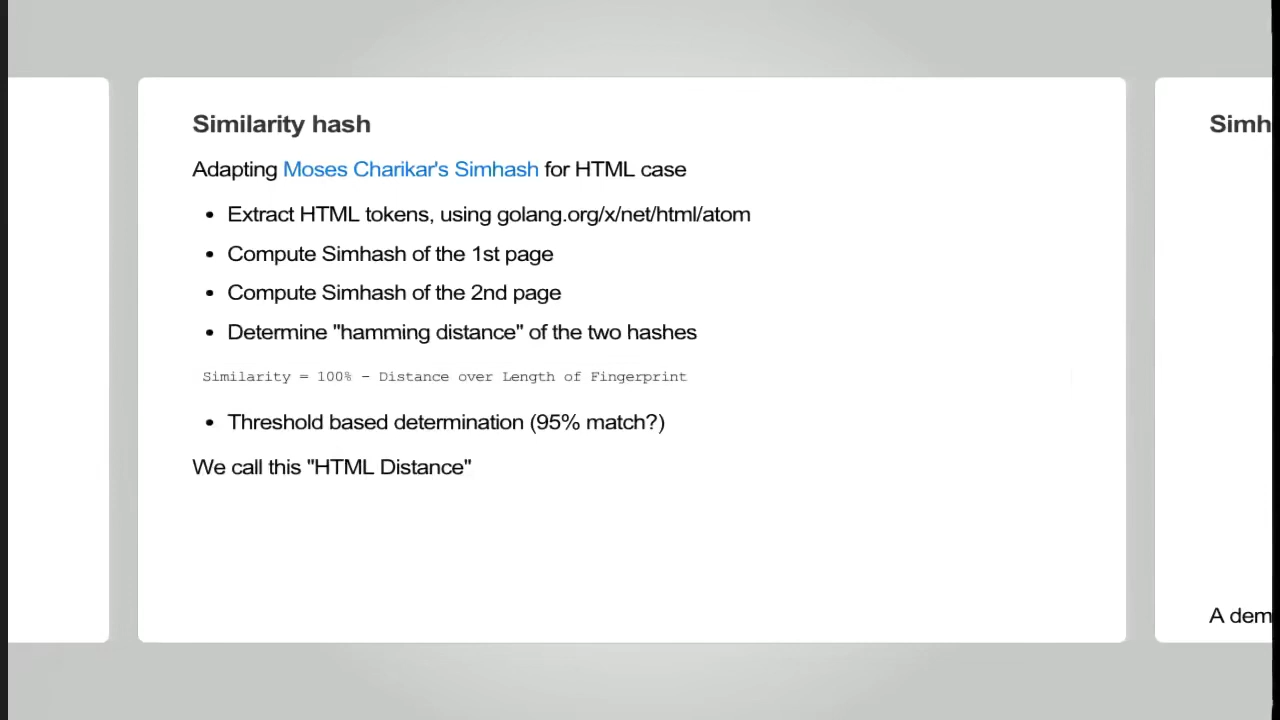 Similarity hash
Adapting Moses Charikar's Simhash for HTML case
• Extract HTML tokens, using golang.org/x/net/html/atom
• Compute Simhash of the 1st page
• Compute Simhash of the 2nd page
• Determine "hamming distance" of the two hashes
Similarity = 100% - Distance over Length of Fingerprint
• Threshold based determination (95% match?)
We call this "HTML Distance"
Simh
A dem